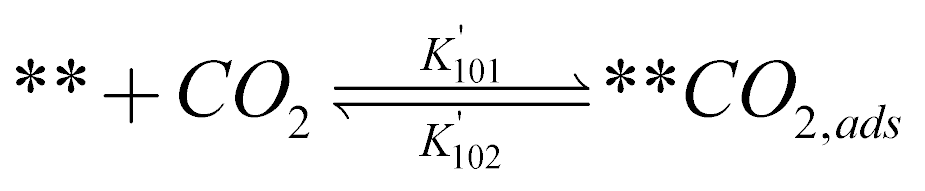 ** + CO₂ ⇌ **CO₂,ads
K'₁₀₁
K'₁₀₂